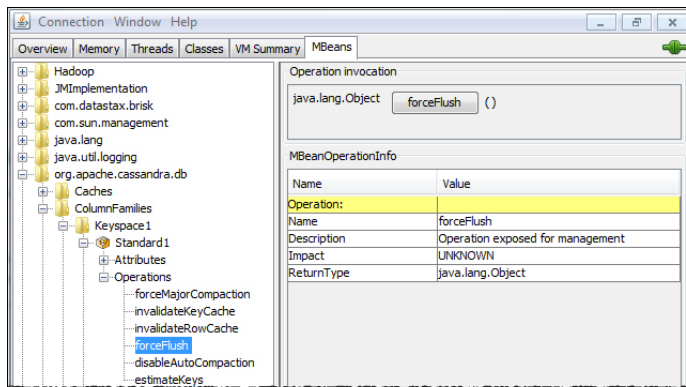 Connection Window Help
Overview Memory Threads Classes VM Summary MBeans
Hadoop
JMImplementation
com.datastax.brisk
com.sun.management
java.lang
java.util.logging
org.apache.cassandra.db
Caches
ColumnFamilies
Keyspace1
Standard1
Attributes
Operations
forceMajorCompaction
invalidateKeyCache
invalidateRowCache
forceFlush
disableAutoCompaction
estimateKeys
Operation invocation
java.lang.Object forceFlush ( )
MBeanOperationInfo
Name Value
Operation:
Name forceFlush
Description Operation exposed for management
Impact UNKNOWN
ReturnType java.lang.Object